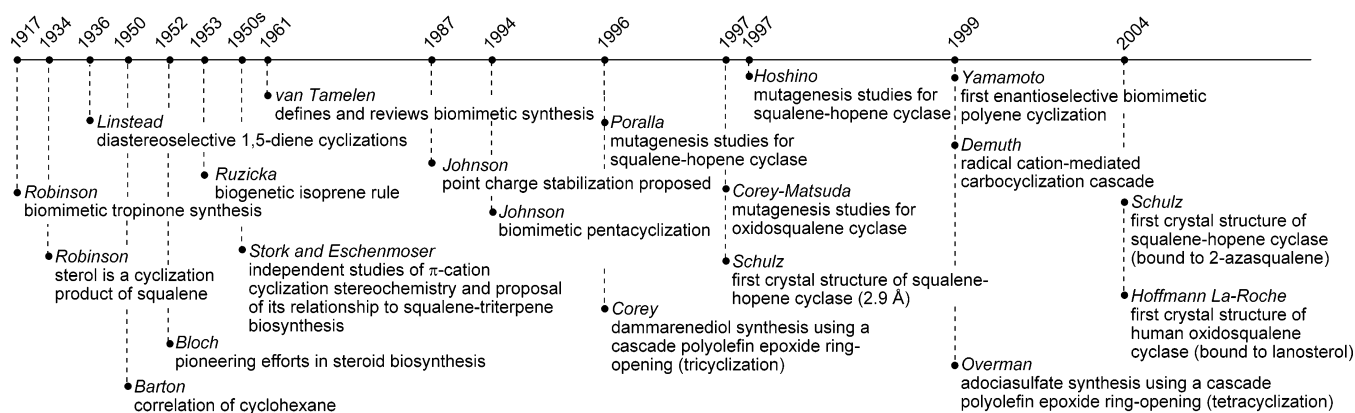 1917
1934
1936
1950
1952
1953
1950s
1961
1987
1994
1996
1997
1997
1999
2004
Robinson
biomimetic tropinone synthesis
Robinson
sterol is a cyclization
product of squalene
Linstead
diastereoselective 1,5-diene cyclizations
Barton
correlation of cyclohexane
Bloch
pioneering efforts in steroid biosynthesis
Ruzicka
biogenetic isoprene rule
Stork and Eschenmoser
independent studies of π-cation
cyclization stereochemistry and proposal
of its relationship to squalene-triterpene
biosynthesis
van Tamelen
defines and reviews biomimetic synthesis
Johnson
point charge stabilization proposed
Johnson
biomimetic pentacyclization
Poralla
mutagenesis studies for
squalene-hopene cyclase
Corey
dammarenediol synthesis using a
cascade polyolefin epoxide ring-
opening (tricyclization)
Corey-Matsuda
mutagenesis studies for
oxidosqualene cyclase
Schulz
first crystal structure of squalene-
hopene cyclase (2.9 Å)
Hoshino
mutagenesis studies for
squalene-hopene cyclase
Yamamoto
first enantioselective biomimetic
polyene cyclization
Demuth
radical cation-mediated
carbocyclization cascade
Overman
adociasulfate synthesis using a cascade
polyolefin epoxide ring-opening (tetracyclization)
Schulz
first crystal structure of
squalene-hopene cyclase
(bound to 2-azasqualene)
Hoffmann La-Roche
first crystal structure of
human oxidosqualene
cyclase (bound to lanosterol)